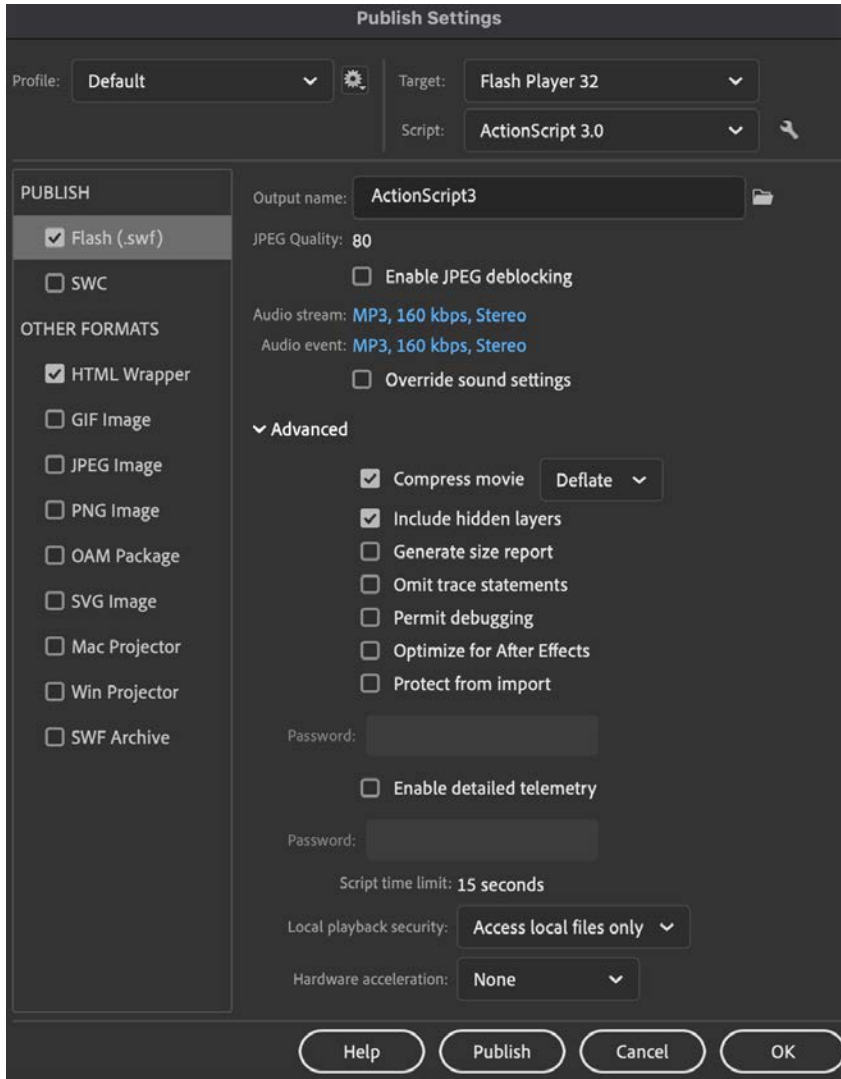 Publish Settings
Profile: Default
Target: Flash Player 32
Script: ActionScript 3.0
PUBLISH
Flash (.swf)
SWC
OTHER FORMATS
HTML Wrapper
GIF Image
JPEG Image
PNG Image
OAM Package
SVG Image
Mac Projector
Win Projector
SWF Archive
Output name: ActionScript3
JPEG Quality: 80
Enable JPEG deblocking
Audio stream: MP3, 160 kbps, Stereo
Audio event: MP3, 160 kbps, Stereo
Override sound settings
Advanced
Compress movie Deflate
Include hidden layers
Generate size report
Omit trace statements
Permit debugging
Optimize for After Effects
Protect from import
Password:
Enable detailed telemetry
Password:
Script time limit: 15 seconds
Local playback security: Access local files only
Hardware acceleration: None
Help Publish Cancel OK